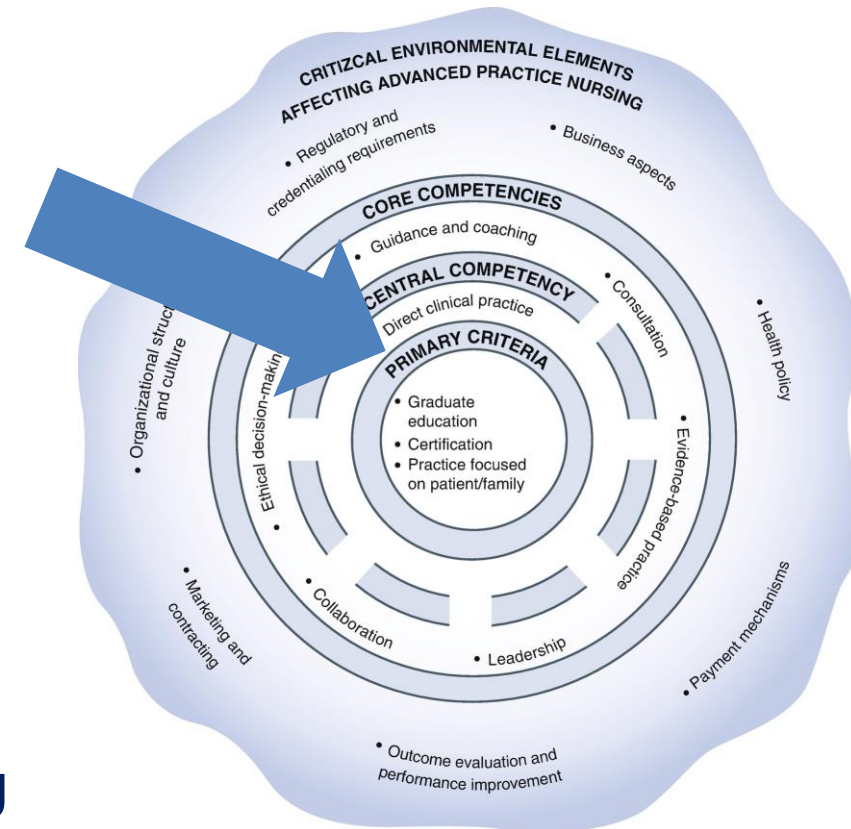 CRITIZCAL ENVIRONMENTAL ELEMENTS
AFFECTING ADVANCED PRACTICE NURSING
• Regulatory and
credentialing requirements
• Business aspects
CORE COMPETENCIES
• Guidance and coaching
CENTRAL COMPETENCY
Direct clinical practice
• Consultation
PRIMARY CRITERIA
• Health policy
• Organizational
and culture
• Graduate
education
• Certification
• Practice focused
on patient/family
• Ethical
• Evidence-based practice
• Marketing and
contracting
• Collaboration
• Leadership
• Payment mechanisms
• Outcome evaluation and
performance improvement